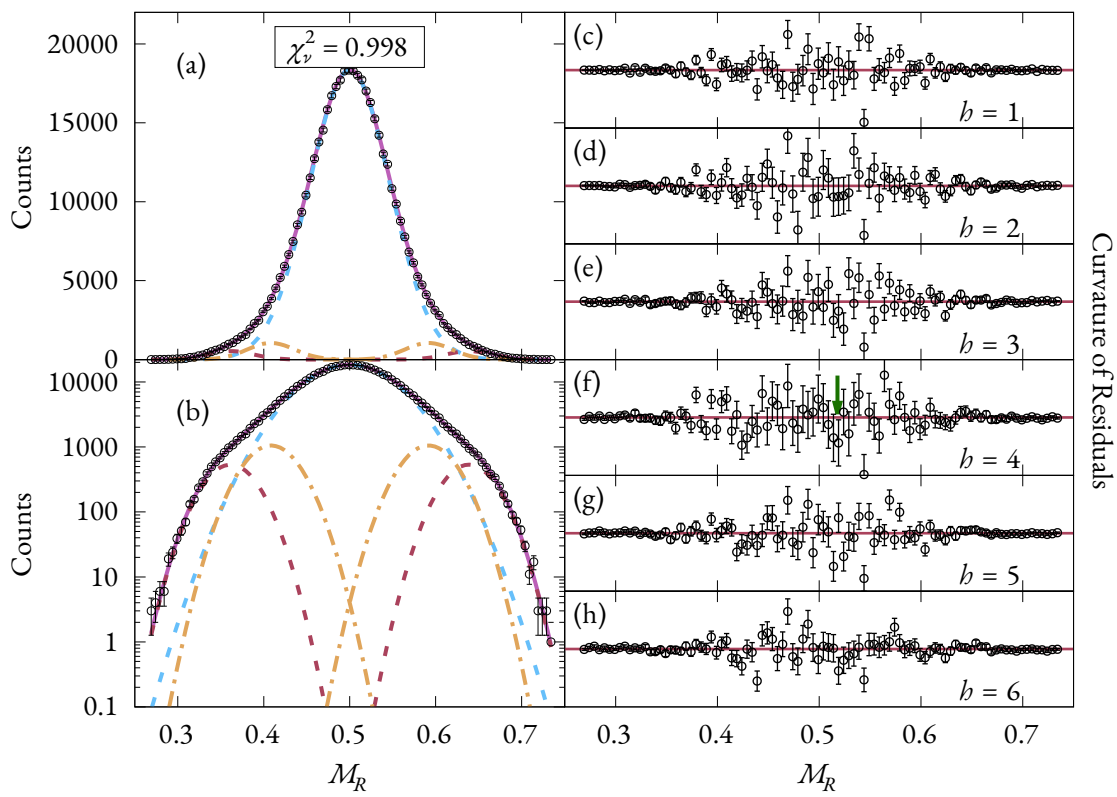 (a)
χ²ᵥ = 0.998
20000
15000
10000
5000
0
Counts
(b)
10000
1000
100
10
1
0.1
Counts
0.3 0.4 0.5 0.6 0.7
M_R
(c)
h = 1
(d)
h = 2
(e)
h = 3
(f)
h = 4
(g)
h = 5
(h)
h = 6
0.3 0.4 0.5 0.6 0.7
M_R
Curvature of Residuals